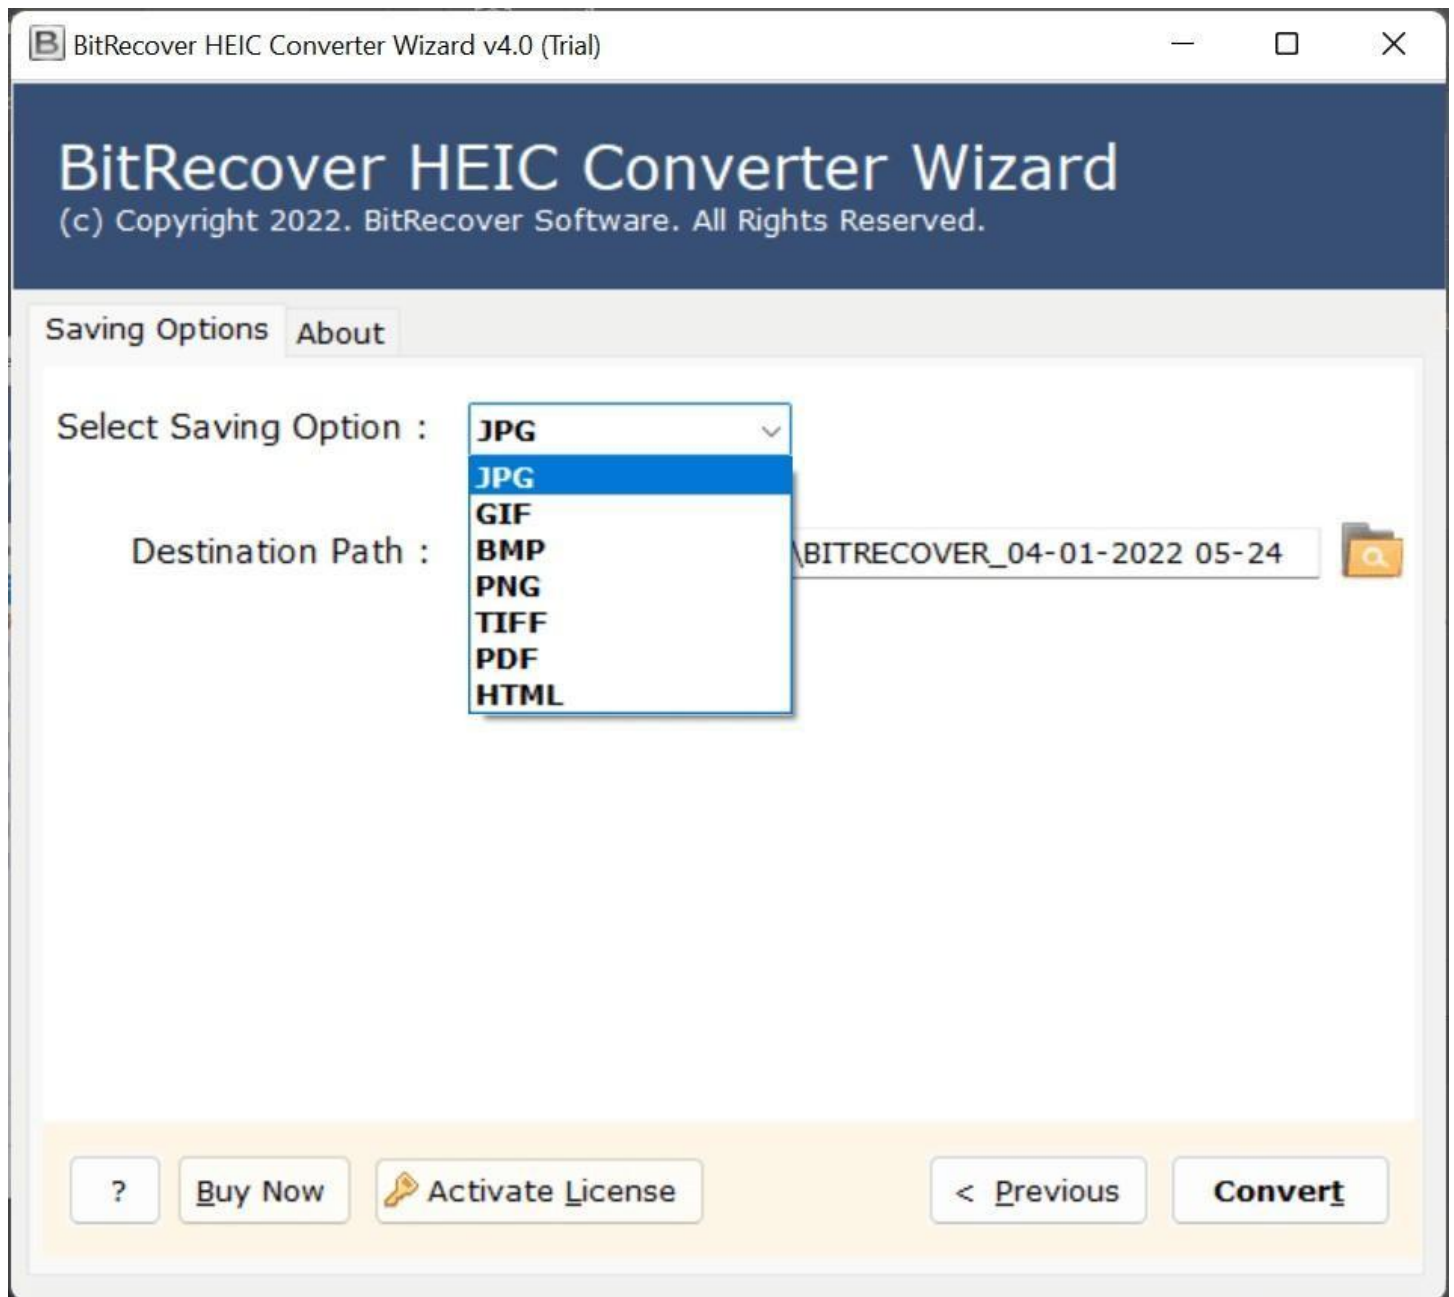 BitRecover HEIC Converter Wizard v4.0 (Trial)
BitRecover HEIC Converter Wizard
(c) Copyright 2022. BitRecover Software. All Rights Reserved.
Saving Options About
Select Saving Option : JPG
JPG
GIF
BMP
PNG
TIFF
PDF
HTML
Destination Path : \BITRECOVER_04-01-2022 05-24
? Buy Now Activate License < Previous Convert